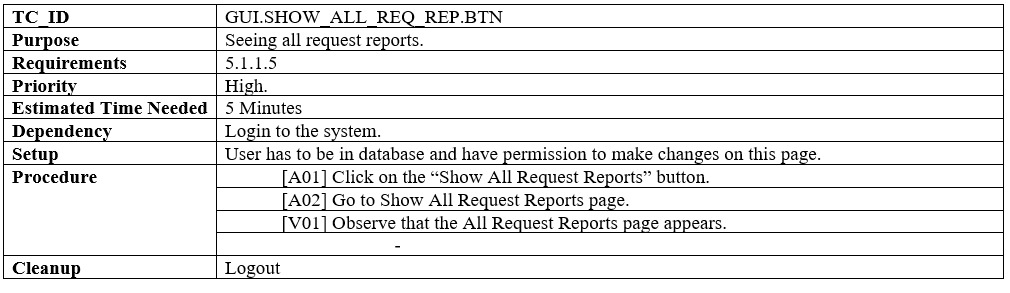 TC_ID GUI.SHOW_ALL_REQ_REP.BTN
Purpose Seeing all request reports.
Requirements 5.1.1.5
Priority High.
Estimated Time Needed 5 Minutes
Dependency Login to the system.
Setup User has to be in database and have permission to make changes on this page.
Procedure [A01] Click on the “Show All Request Reports” button.
[A02] Go to Show All Request Reports page.
[V01] Observe that the All Request Reports page appears.
-
Cleanup Logout